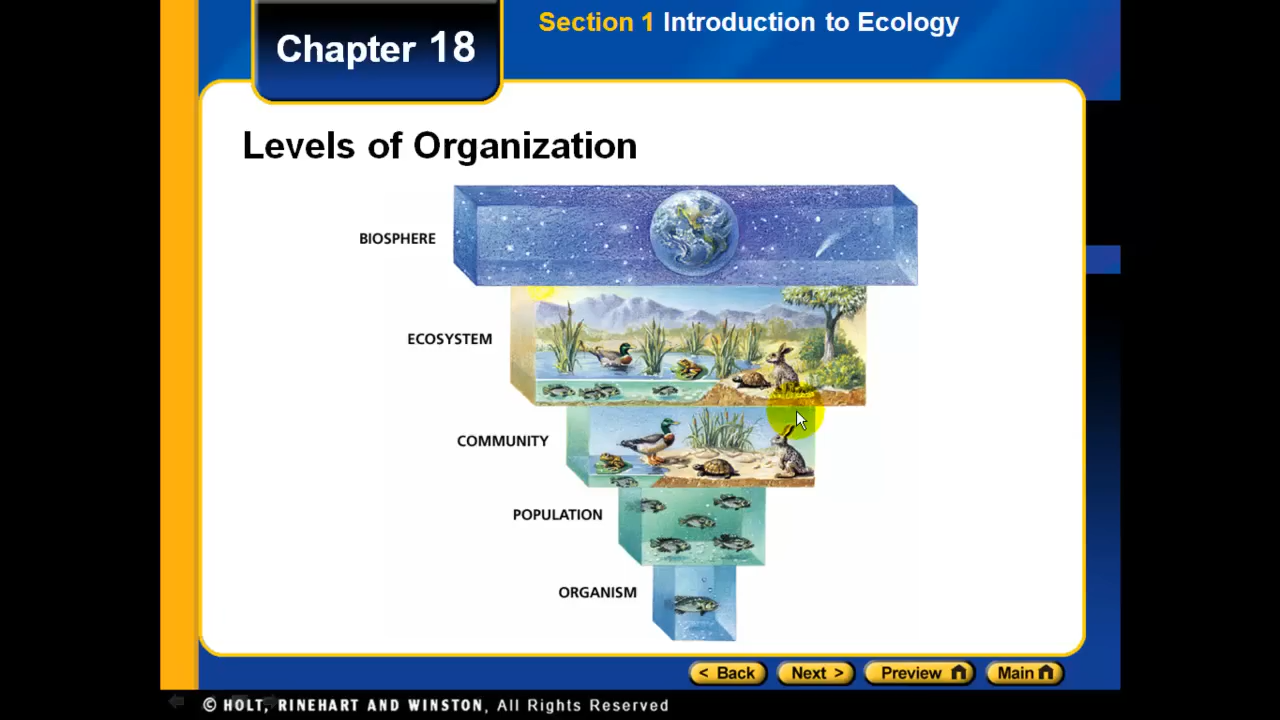 Section 1 Introduction to Ecology
Chapter 18
Levels of Organization
BIOSPHERE
ECOSYSTEM
COMMUNITY
POPULATION
ORGANISM
< Back Next > Preview Main
© HOLT, RINEHART AND WINSTON, All Rights Reserved